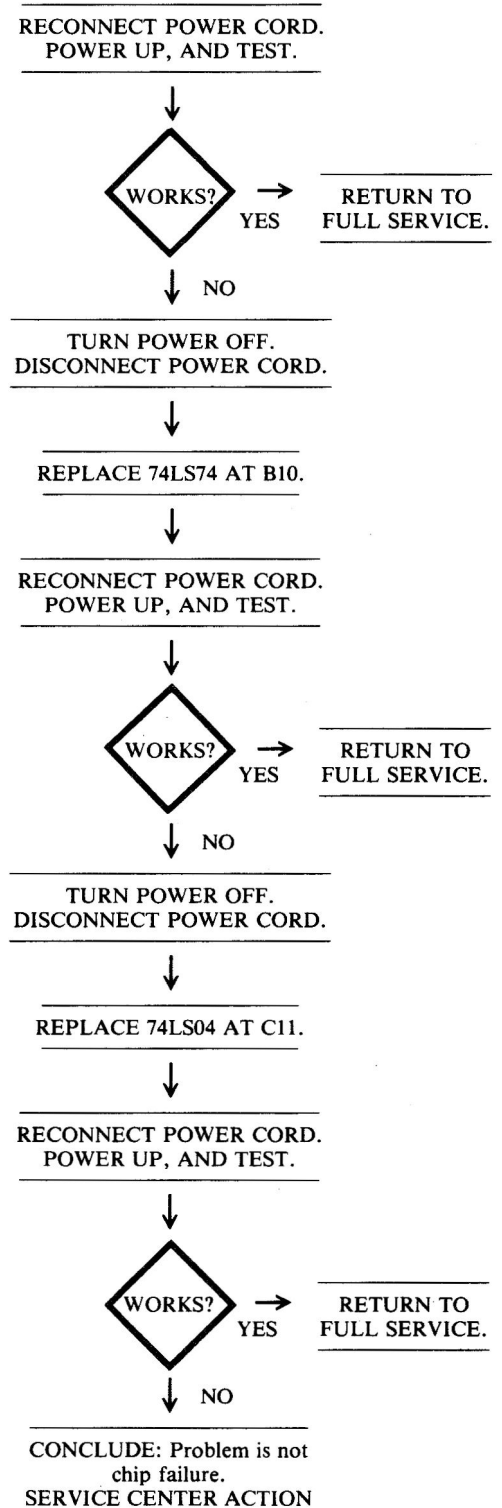 RECONNECT POWER CORD.
POWER UP, AND TEST.
WORKS?
YES
RETURN TO
FULL SERVICE.
NO
TURN POWER OFF.
DISCONNECT POWER CORD.
REPLACE 74LS74 AT B10.
RECONNECT POWER CORD.
POWER UP, AND TEST.
WORKS?
YES
RETURN TO
FULL SERVICE.
NO
TURN POWER OFF.
DISCONNECT POWER CORD.
REPLACE 74LS04 AT C11.
RECONNECT POWER CORD.
POWER UP, AND TEST.
WORKS?
YES
RETURN TO
FULL SERVICE.
NO
CONCLUDE: Problem is not
chip failure.
SERVICE CENTER ACTION